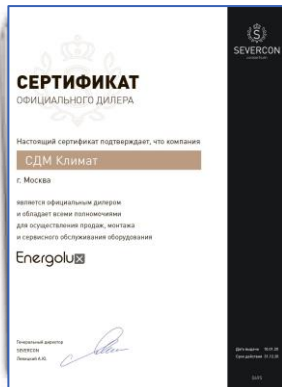 SEVERCON
СЕРТИФИКАТ
ОФИЦИАЛЬНОГО ДИЛЕРА
Настоящий сертификат подтверждает, что компания
СДМ Климат
г. Москва
является официальным дилером
и обладает всеми полномочиями
для осуществления продаж, монтажа
и сервисного обслуживания оборудования
Energolux
Генеральный директор
SEVERCON